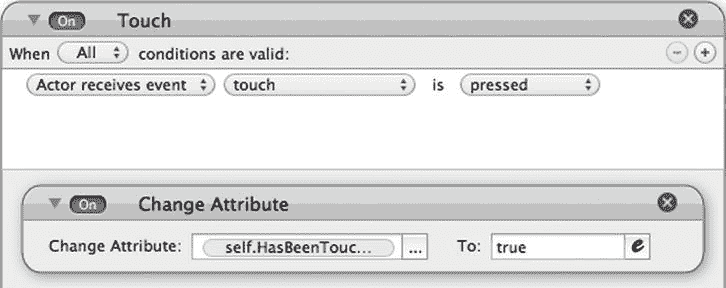 On Touch
When All conditions are valid:
Actor receives event touch is pressed
On Change Attribute
Change Attribute: self.HasBeenTouc... ... To: true e